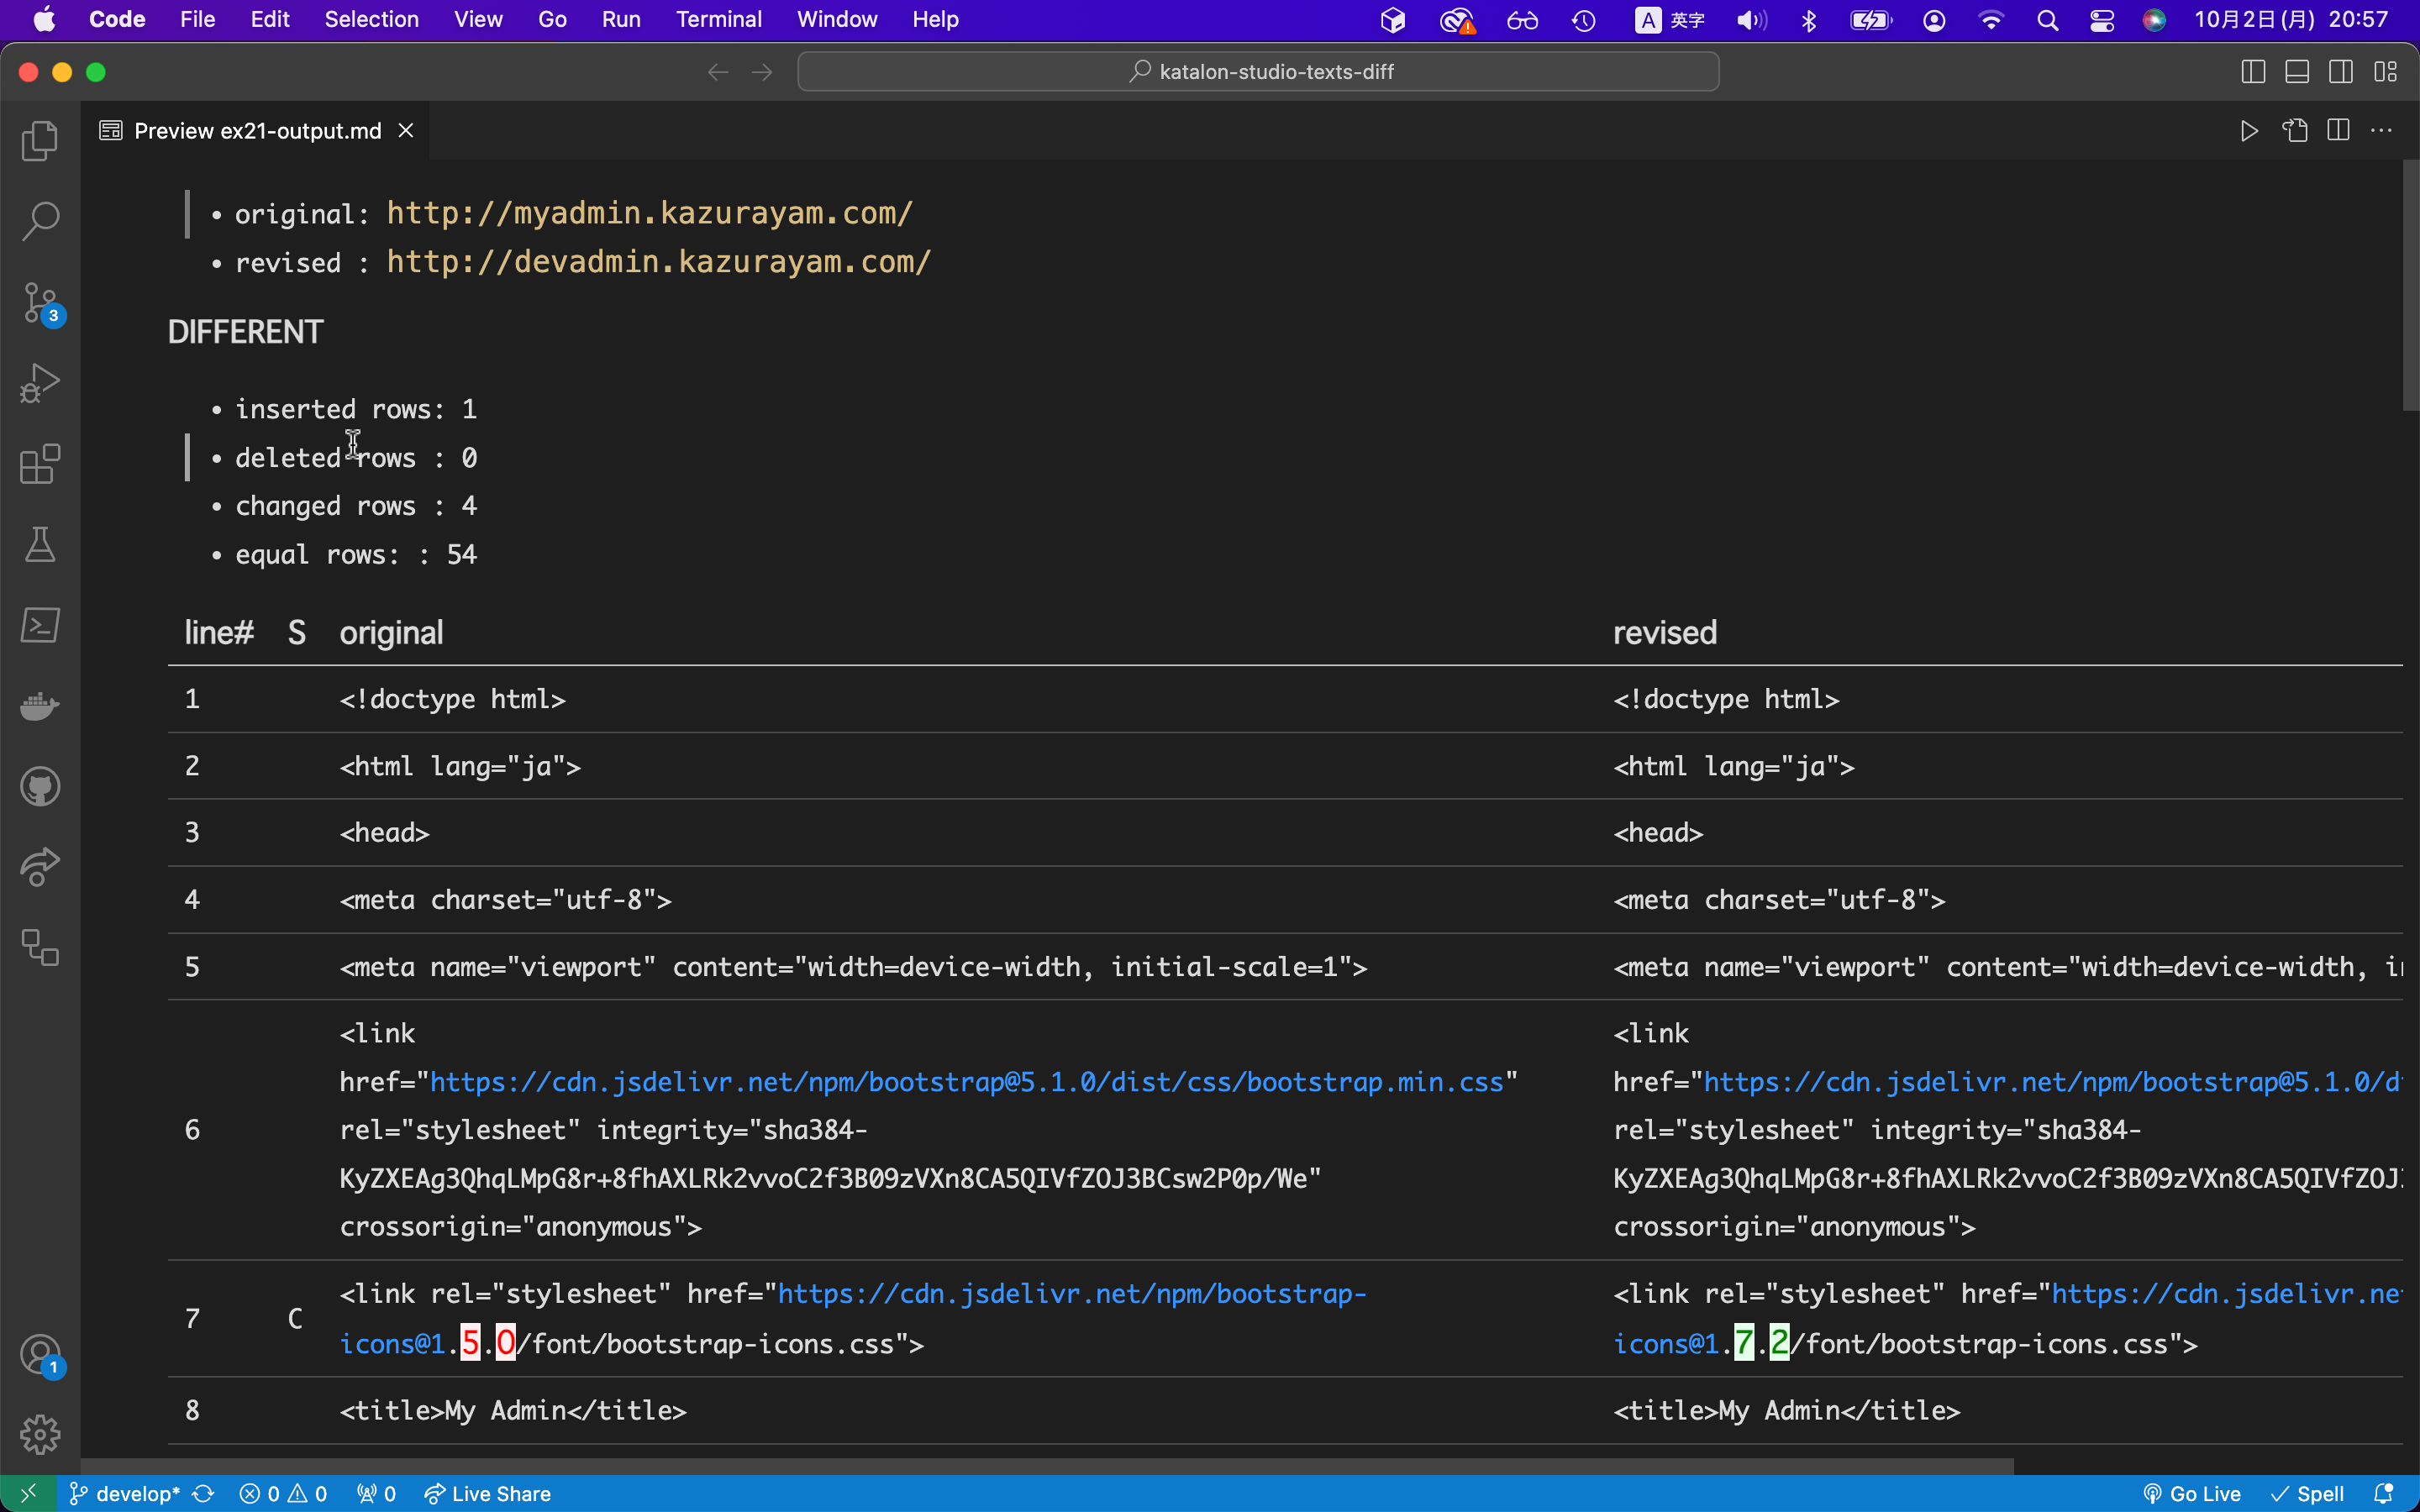 Code File Edit Selection View Go Run Terminal Window Help A 英字 10月2日(月) 20:57
katalon-studio-texts-diff
Preview ex21-output.md
• original: http://myadmin.kazurayam.com/
• revised : http://devadmin.kazurayam.com/
DIFFERENT
• inserted rows: 1
• deleted rows : 0
• changed rows : 4
• equal rows: : 54
line# S original revised
1 <!doctype html> <!doctype html>
2 <html lang="ja"> <html lang="ja">
3 <head> <head>
4 <meta charset="utf-8"> <meta charset="utf-8">
5 <meta name="viewport" content="width=device-width, initial-scale=1"> <meta name="viewport" content="width=device-width, i
<link <link
href="https://cdn.jsdelivr.net/npm/bootstrap@5.1.0/dist/css/bootstrap.min.css" href="https://cdn.jsdelivr.net/npm/bootstrap@5.1.0/d
6 rel="stylesheet" integrity="sha384- rel="stylesheet" integrity="sha384-
KyZXEAg3QhqLMpG8r+8fhAXLRk2vvoC2f3B09zVXn8CA5QIVfZOJ3BCsw2P0p/We" KyZXEAg3QhqLMpG8r+8fhAXLRk2vvoC2f3B09zVXn8CA5QIVfZOJ
crossorigin="anonymous"> crossorigin="anonymous">
7 C <link rel="stylesheet" href="https://cdn.jsdelivr.net/npm/bootstrap- <link rel="stylesheet" href="https://cdn.jsdelivr.ne
icons@1.5.0/font/bootstrap-icons.css"> icons@1.7.2/font/bootstrap-icons.css">
8 <title>My Admin</title> <title>My Admin</title>
3
1
develop* 0 0 0 Live Share Go Live Spell